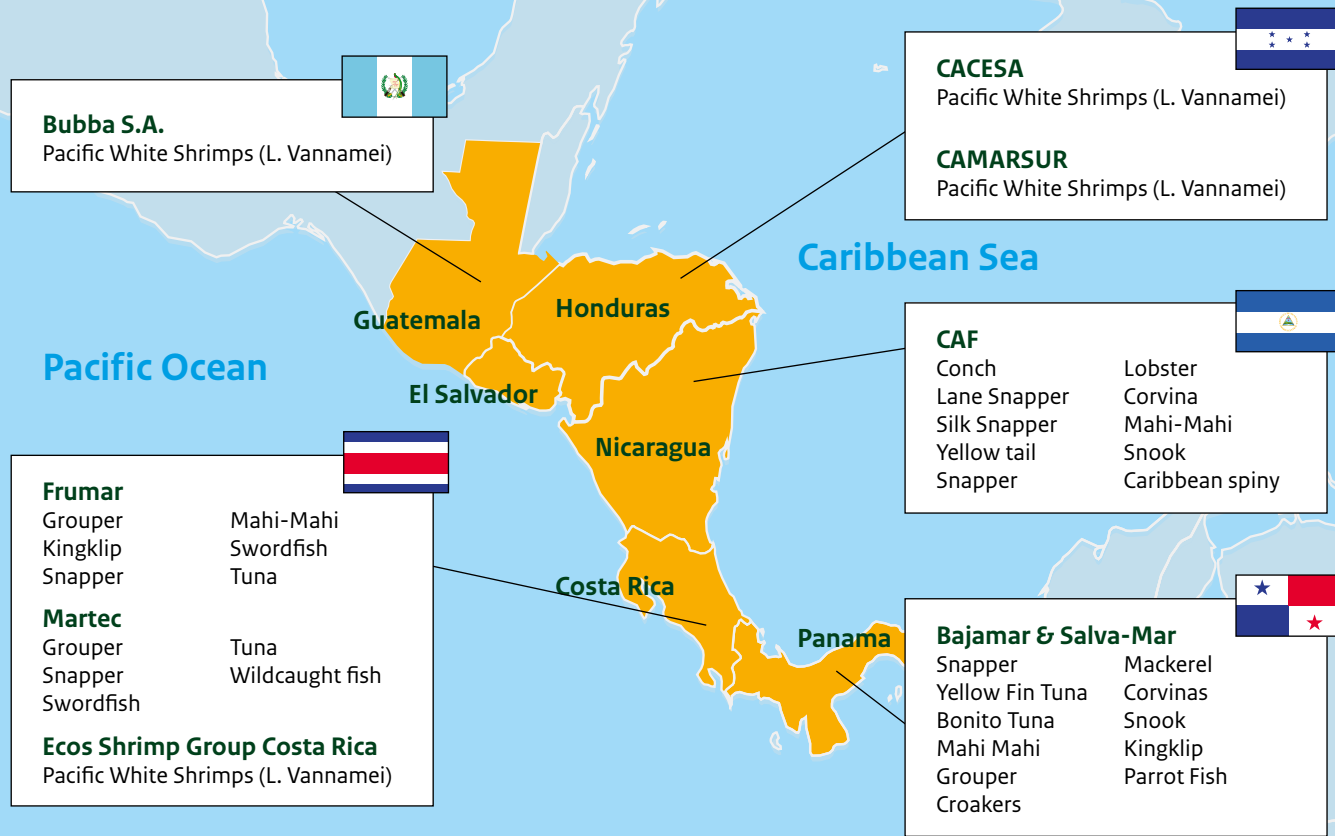 Bubba S.A.
Pacific White Shrimps (L. Vannamei)
CACESA
Pacific White Shrimps (L. Vannamei)
CAMARSUR
Pacific White Shrimps (L. Vannamei)
Caribbean Sea
Pacific Ocean
Guatemala
Honduras
El Salvador
Nicaragua
Costa Rica
Panama
CAF
Conch
Lane Snapper
Silk Snapper
Yellow tail
Snapper
Lobster
Corvina
Mahi-Mahi
Snook
Caribbean spiny
Frumar
Grouper
Kingklip
Snapper
Mahi-Mahi
Swordfish
Tuna
Martec
Grouper
Snapper
Swordfish
Tuna
Wildcaught fish
Ecos Shrimp Group Costa Rica
Pacific White Shrimps (L. Vannamei)
Bajamar & Salva-Mar
Snapper
Yellow Fin Tuna
Bonito Tuna
Mahi Mahi
Grouper
Croakers
Mackerel
Corvinas
Snook
Kingklip
Parrot Fish